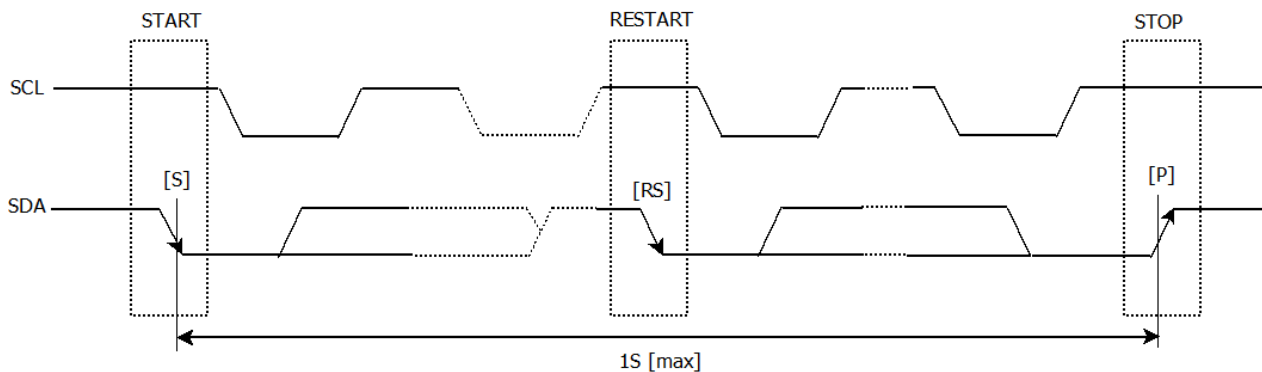 START
RESTART
STOP
SCL
[S]
[RS]
[P]
SDA
1S [max]